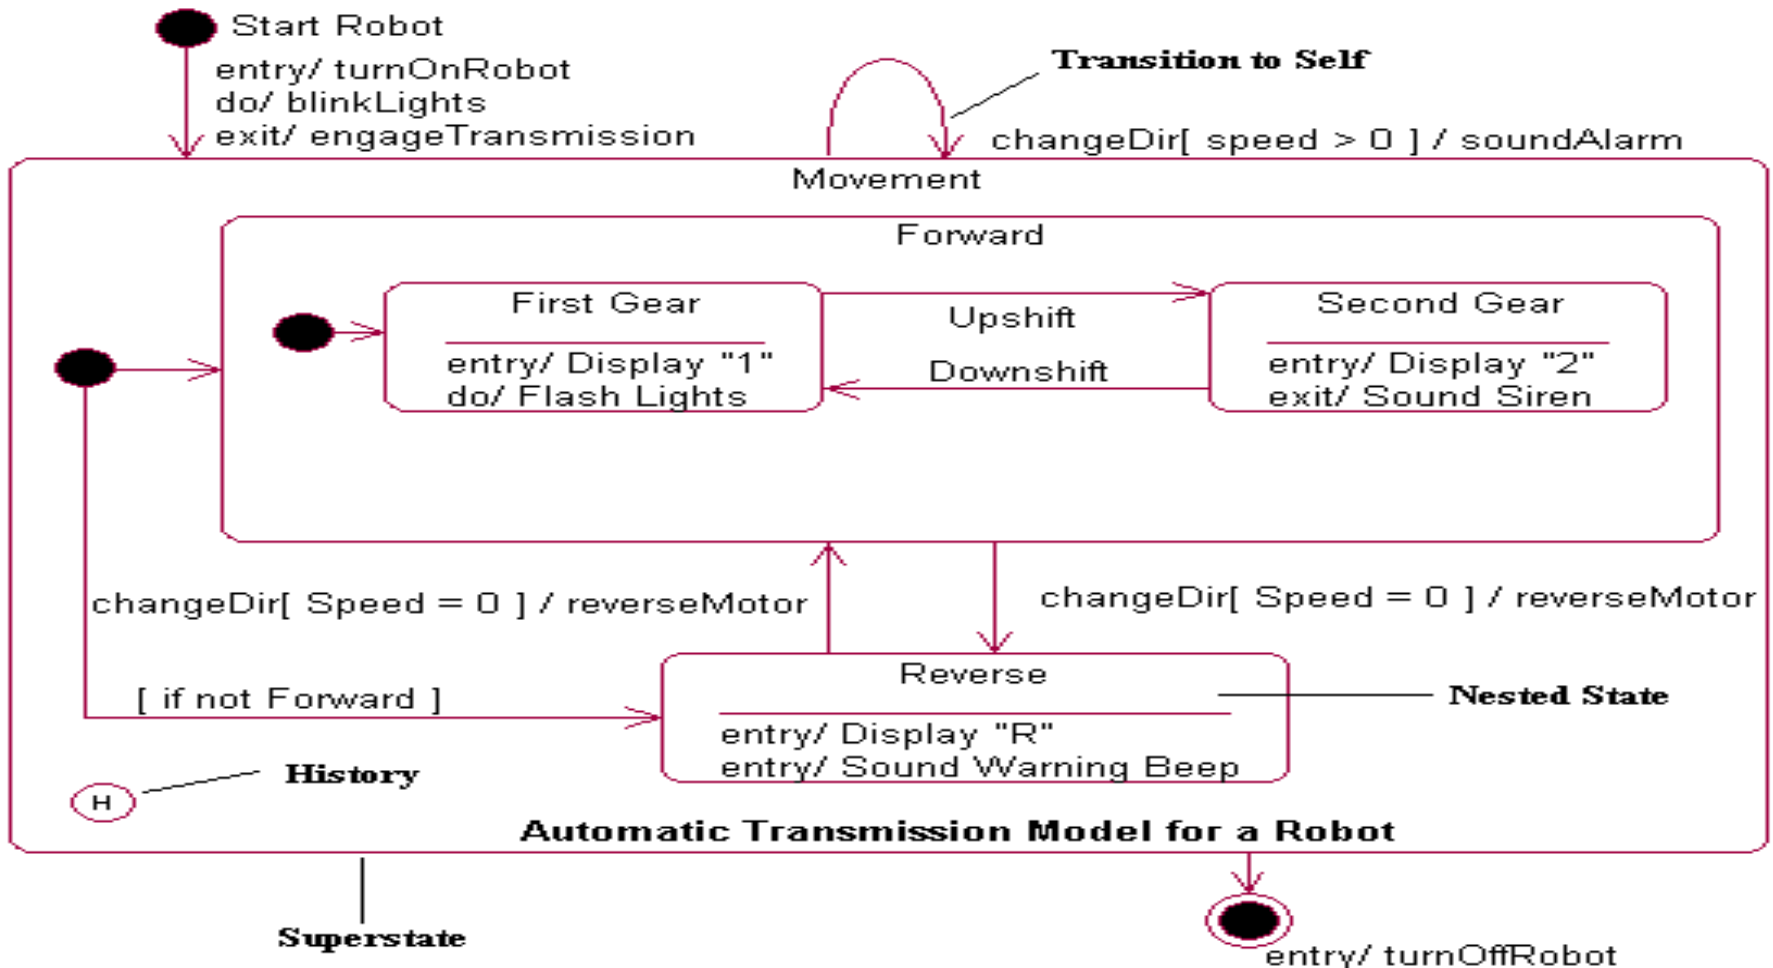 Start Robot
entry/ turnOnRobot
do/ blinkLights
exit/ engageTransmission
Transition to Self
changeDir[ speed > 0 ] / soundAlarm
Movement
Forward
First Gear
entry/ Display "1"
do/ Flash Lights
Upshift
Downshift
Second Gear
entry/ Display "2"
exit/ Sound Siren
changeDir[ Speed = 0 ] / reverseMotor
changeDir[ Speed = 0 ] / reverseMotor
[ if not Forward ]
Reverse
entry/ Display "R"
entry/ Sound Warning Beep
Nested State
History
H
Automatic Transmission Model for a Robot
Superstate
entry/ turnOffRobot